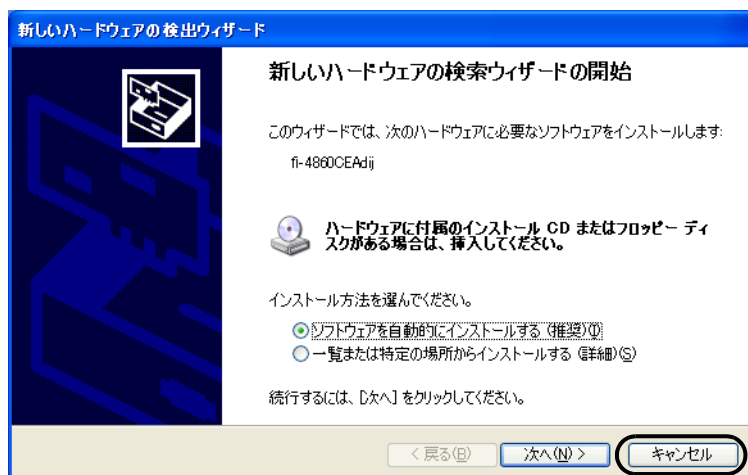 新しいハードウェアの検出ウィザード
新しいハードウェアの検索ウィザードの開始
このウィザードでは、次のハードウェアに必要なソフトウェアをインストールします:
fi-4860CEAdij
ハードウェアに付属のインストール CD またはフロッピー ディ
スクがある場合は、挿入してください。
インストール方法を選んでください。
ソフトウェアを自動的にインストールする (推奨)(I)
一覧または特定の場所からインストールする (詳細)(S)
続行するには、[次へ] をクリックしてください。
< 戻る(B) 次へ(N) > キャンセル